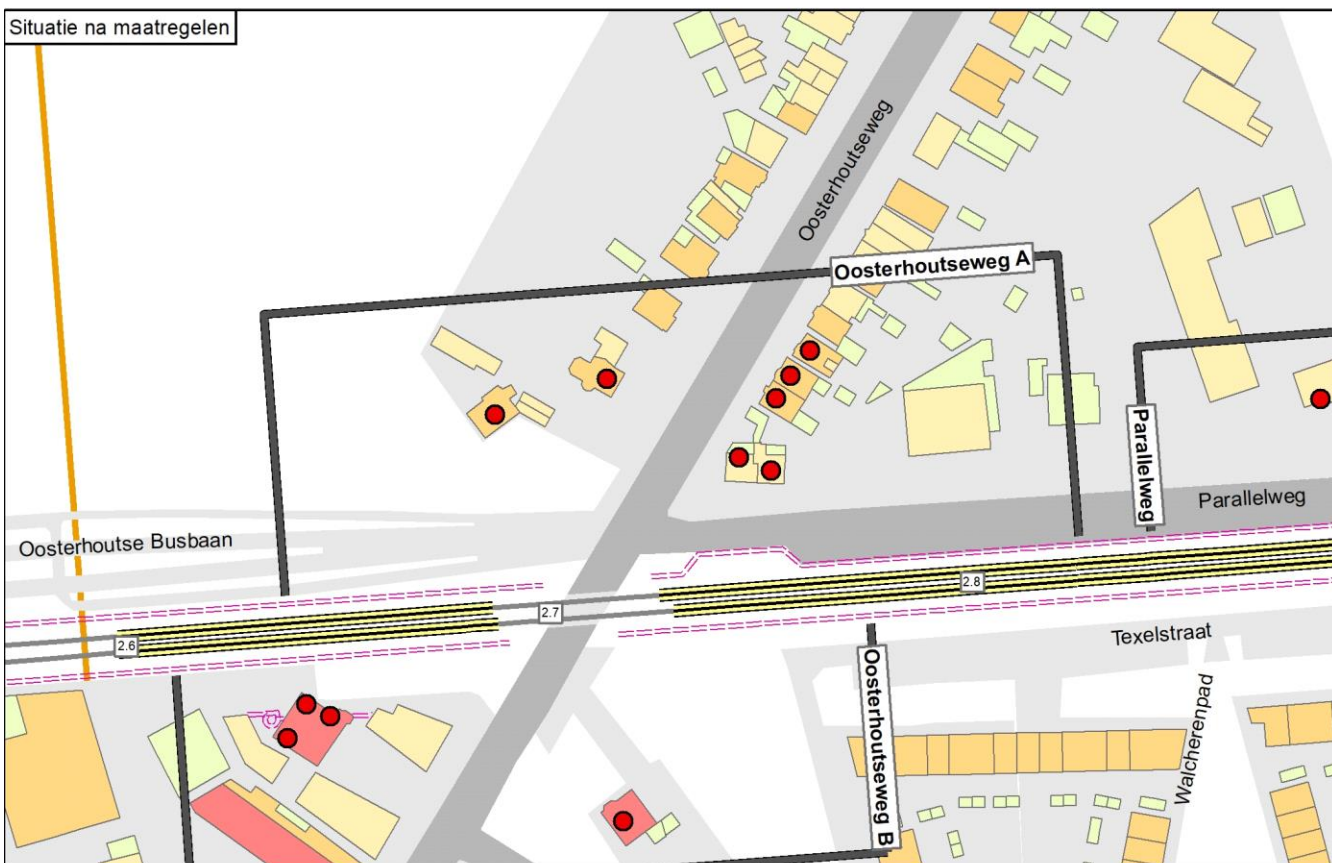 Situatie na maatregelen
Oosterhoutseweg
Oosterhoutseweg A
Parallelweg
Parallelweg
Oosterhoutse Busbaan
2.8
2.7
2.6
Texelstraat
Oosterhoutseweg B
Walcherenpad